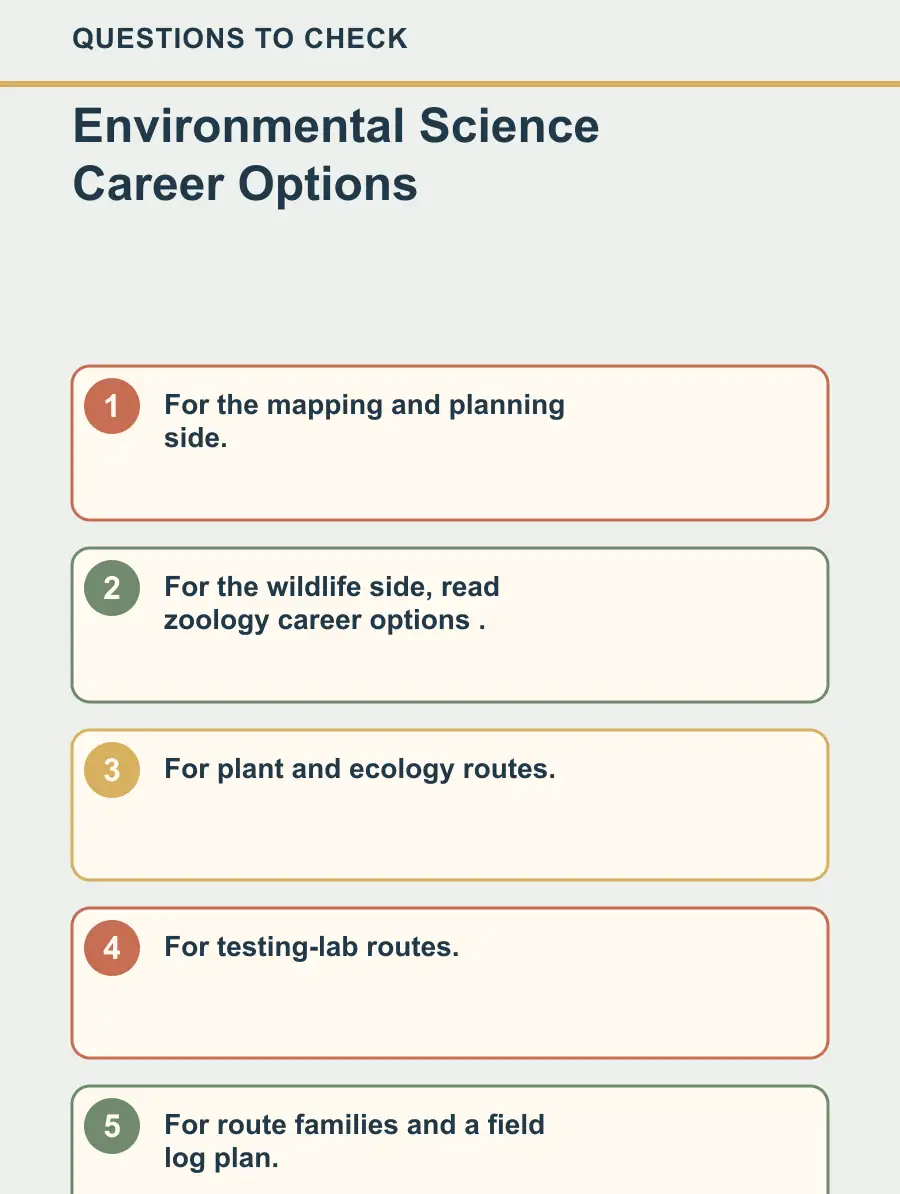 QUESTIONS TO CHECK
Environmental Science
Career Options
1
For the mapping and planning
side.
2
For the wildlife side, read
zoology career options .
3
For plant and ecology routes.
4
For testing-lab routes.
5
For route families and a field
log plan.